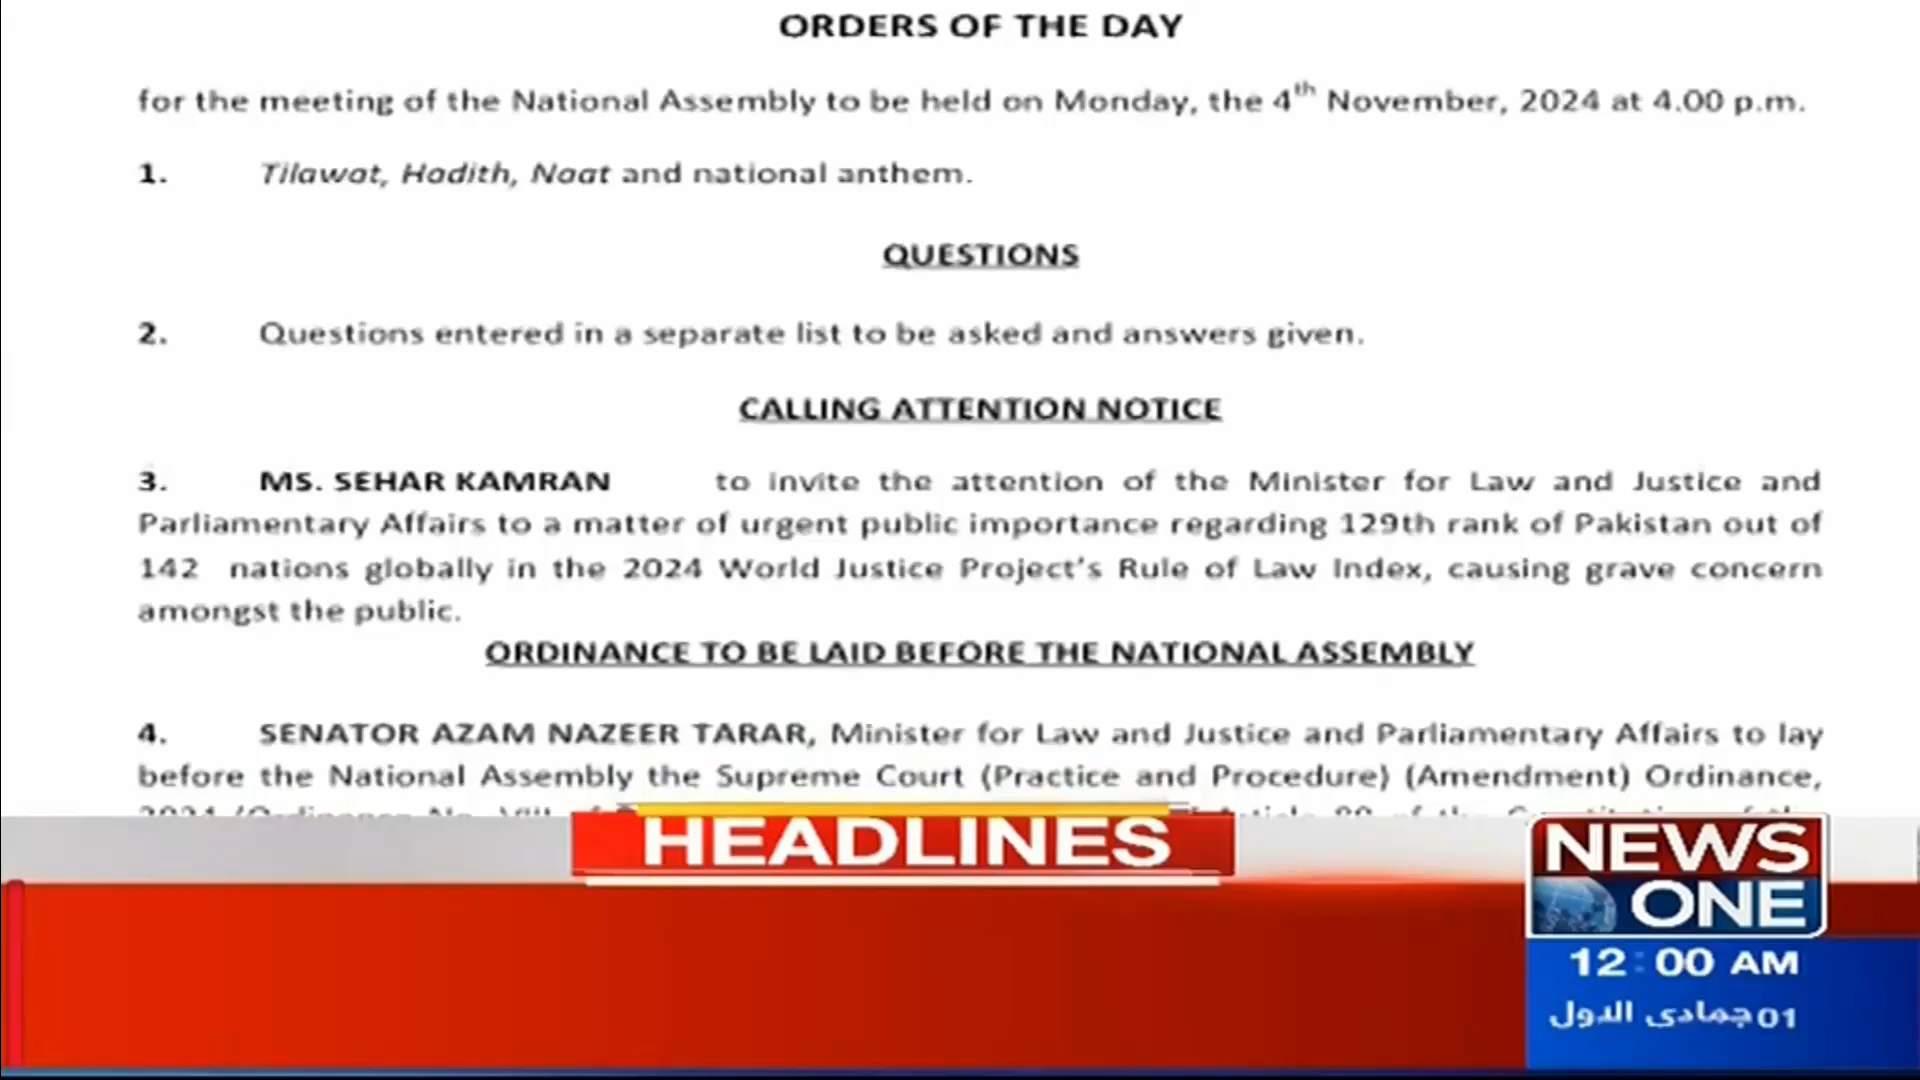 ORDERS OF THE DAY
for the meeting of the National Assembly to be held on Monday, the 4th November, 2024 at 4.00 p.m.
1. Tilawat, Hadith, Naat and national anthem.
QUESTIONS
2. Questions entered in a separate list to be asked and answers given.
CALLING ATTENTION NOTICE
3. MS. SEHAR KAMRAN to invite the attention of the Minister for Law and Justice and
Parliamentary Affairs to a matter of urgent public importance regarding 129th rank of Pakistan out of
142 nations globally in the 2024 World Justice Project's Rule of Law Index, causing grave concern
amongst the public.
ORDINANCE TO BE LAID BEFORE THE NATIONAL ASSEMBLY
4. SENATOR AZAM NAZEER TARAR, Minister for Law and Justice and Parliamentary Affairs to lay
before the National Assembly the Supreme Court (Practice and Procedure) (Amendment) Ordinance,
HEADLINES
NEWS
ONE
12:00 AM
01 جمادی الاول